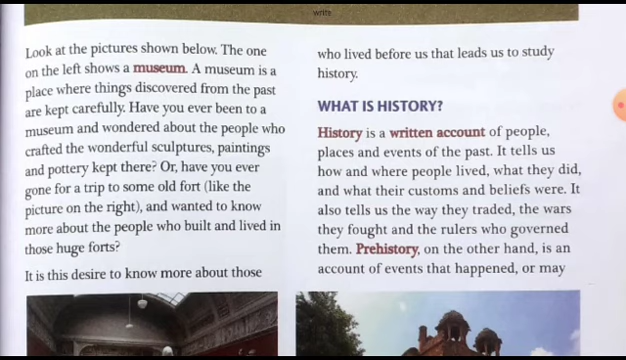 write
Look at the pictures shown below. The one
on the left shows a museum. A museum is a
place where things discovered from the past
are kept carefully. Have you ever been to a
museum and wondered about the people who
crafted the wonderful sculptures, paintings
and pottery kept there? Or, have you ever
gone for a trip to some old fort (like the
picture on the right), and wanted to know
more about the people who built and lived in
those huge forts?
It is this desire to know more about those
who lived before us that leads us to study
history.
WHAT IS HISTORY?
History is a written account of people,
places and events of the past. It tells us
how and where people lived, what they did,
and what their customs and beliefs were. It
also tells us the way they traded, the wars
they fought and the rulers who governed
them. Prehistory, on the other hand, is an
account of events that happened, or may